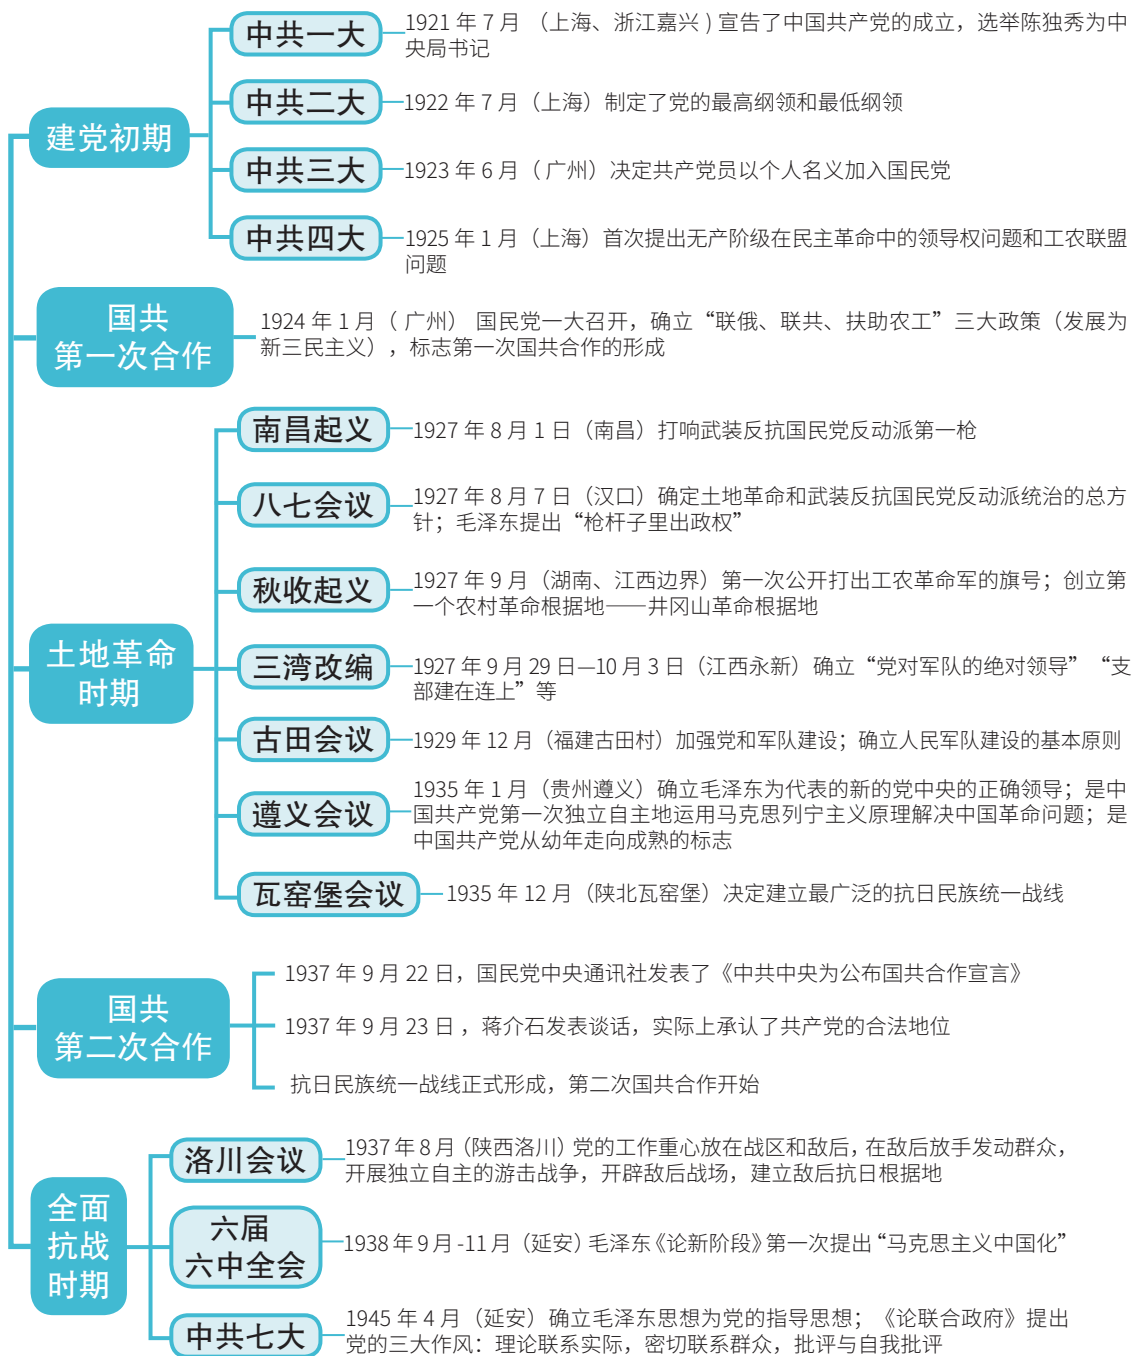 建党初期
中共一大
1921 年 7 月 （上海、浙江嘉兴 ) 宣告了中国共产党的成立，选举陈独秀为中
央局书记
中共二大
1922 年 7 月（上海）制定了党的最高纲领和最低纲领
中共三大
1923 年 6 月（ 广州）决定共产党员以个人名义加入国民党
中共四大
1925 年 1 月（上海）首次提出无产阶级在民主革命中的领导权问题和工农联盟
问题
国共
第一次合作
1924 年 1 月（ 广州） 国民党一大召开，确立“联俄、联共、扶助农工”三大政策（发展为
新三民主义），标志第一次国共合作的形成
土地革命
时期
南昌起义
1927 年 8 月 1 日（南昌）打响武装反抗国民党反动派第一枪
八七会议
1927 年 8 月 7 日（汉口）确定土地革命和武装反抗国民党反动派统治的总方
针；毛泽东提出“枪杆子里出政权”
秋收起义
1927 年 9 月（湖南、江西边界）第一次公开打出工农革命军的旗号；创立第
一个农村革命根据地——井冈山革命根据地
三湾改编
1927 年 9 月 29 日—10 月 3 日（江西永新）确立“党对军队的绝对领导”“支
部建在连上”等
古田会议
1929 年 12 月（福建古田村）加强党和军队建设；确立人民军队建设的基本原则
遵义会议
1935 年 1 月（贵州遵义）确立毛泽东为代表的新的党中央的正确领导；是中
国共产党第一次独立自主地运用马克思列宁主义原理解决中国革命问题；是
中国共产党从幼年走向成熟的标志
瓦窑堡会议
1935 年 12 月（陕北瓦窑堡）决定建立最广泛的抗日民族统一战线
国共
第二次合作
1937 年 9 月 22 日，国民党中央通讯社发表了《中共中央为公布国共合作宣言》
1937 年 9 月 23 日 ，蒋介石发表谈话，实际上承认了共产党的合法地位
抗日民族统一战线正式形成，第二次国共合作开始
全面
抗战
时期
洛川会议
1937 年 8 月（陕西洛川）党的工作重心放在战区和敌后，在敌后放手发动群众，
开展独立自主的游击战争，开辟敌后战场，建立敌后抗日根据地
六届
六中全会
1938 年 9 月 -11 月（延安）毛泽东《论新阶段》第一次提出“马克思主义中国化”
中共七大
1945 年 4 月（延安）确立毛泽东思想为党的指导思想；《论联合政府》提出
党的三大作风：理论联系实际，密切联系群众，批评与自我批评